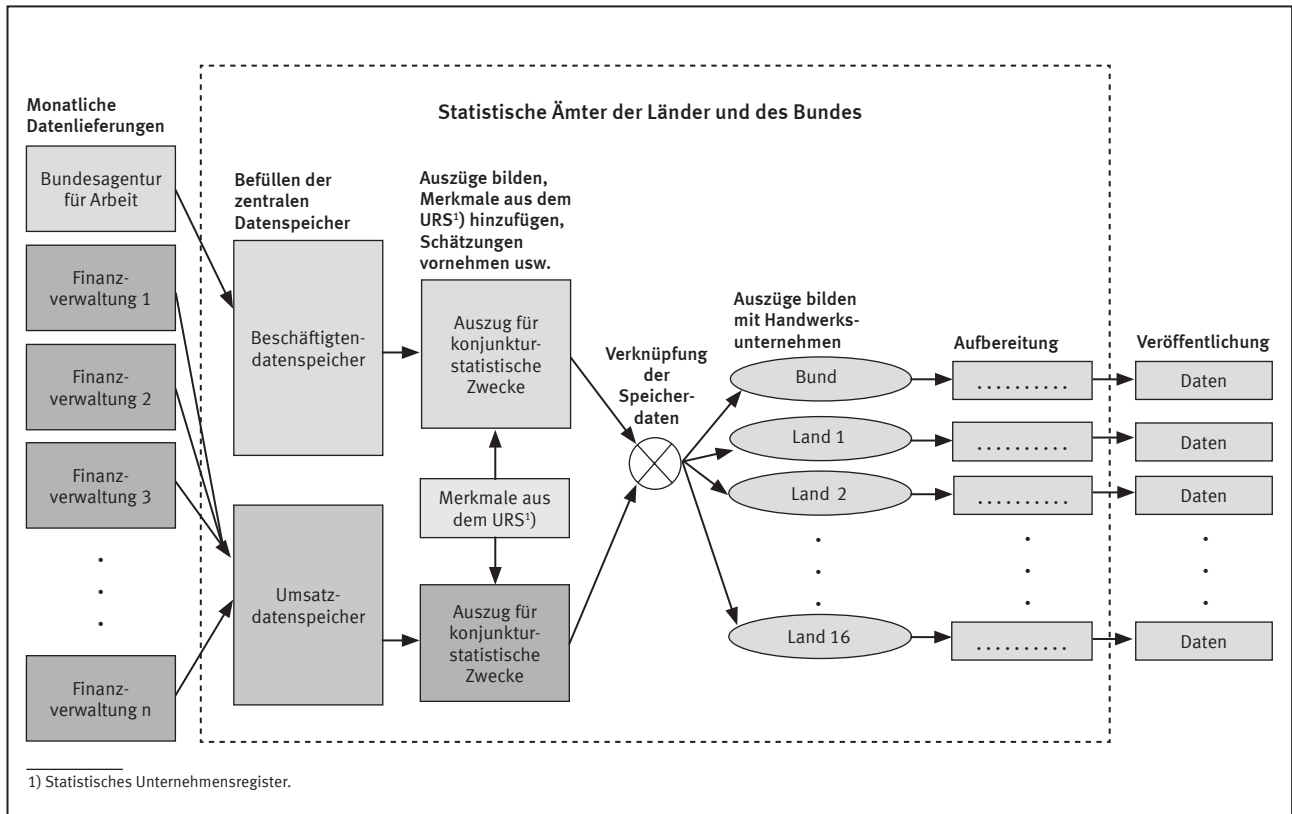 Statistische Ämter der Länder und des Bundes
Monatliche
Datenlieferungen
Bundesagentur
für Arbeit
Finanz-
verwaltung 1
Finanz-
verwaltung 2
Finanz-
verwaltung 3
.
.
.
Finanz-
verwaltung n
Befüllen der
zentralen
Datenspeicher
Beschäftigten-
datenspeicher
Umsatz-
datenspeicher
Auszüge bilden,
Merkmale aus dem
URS¹) hinzufügen,
Schätzungen
vornehmen usw.
Auszug für
konjunktur-
statistische
Zwecke
Merkmale aus
dem URS¹)
Auszug für
konjunktur-
statistische
Zwecke
Verknüpfung
der
Speicher-
daten
Auszüge bilden
mit Handwerks-
unternehmen
Bund
Land 1
Land 2
.
.
.
Land 16
Aufbereitung
..........
..........
..........
.
.
.
..........
Veröffentlichung
Daten
Daten
Daten
.
.
.
Daten
1) Statistisches Unternehmensregister.